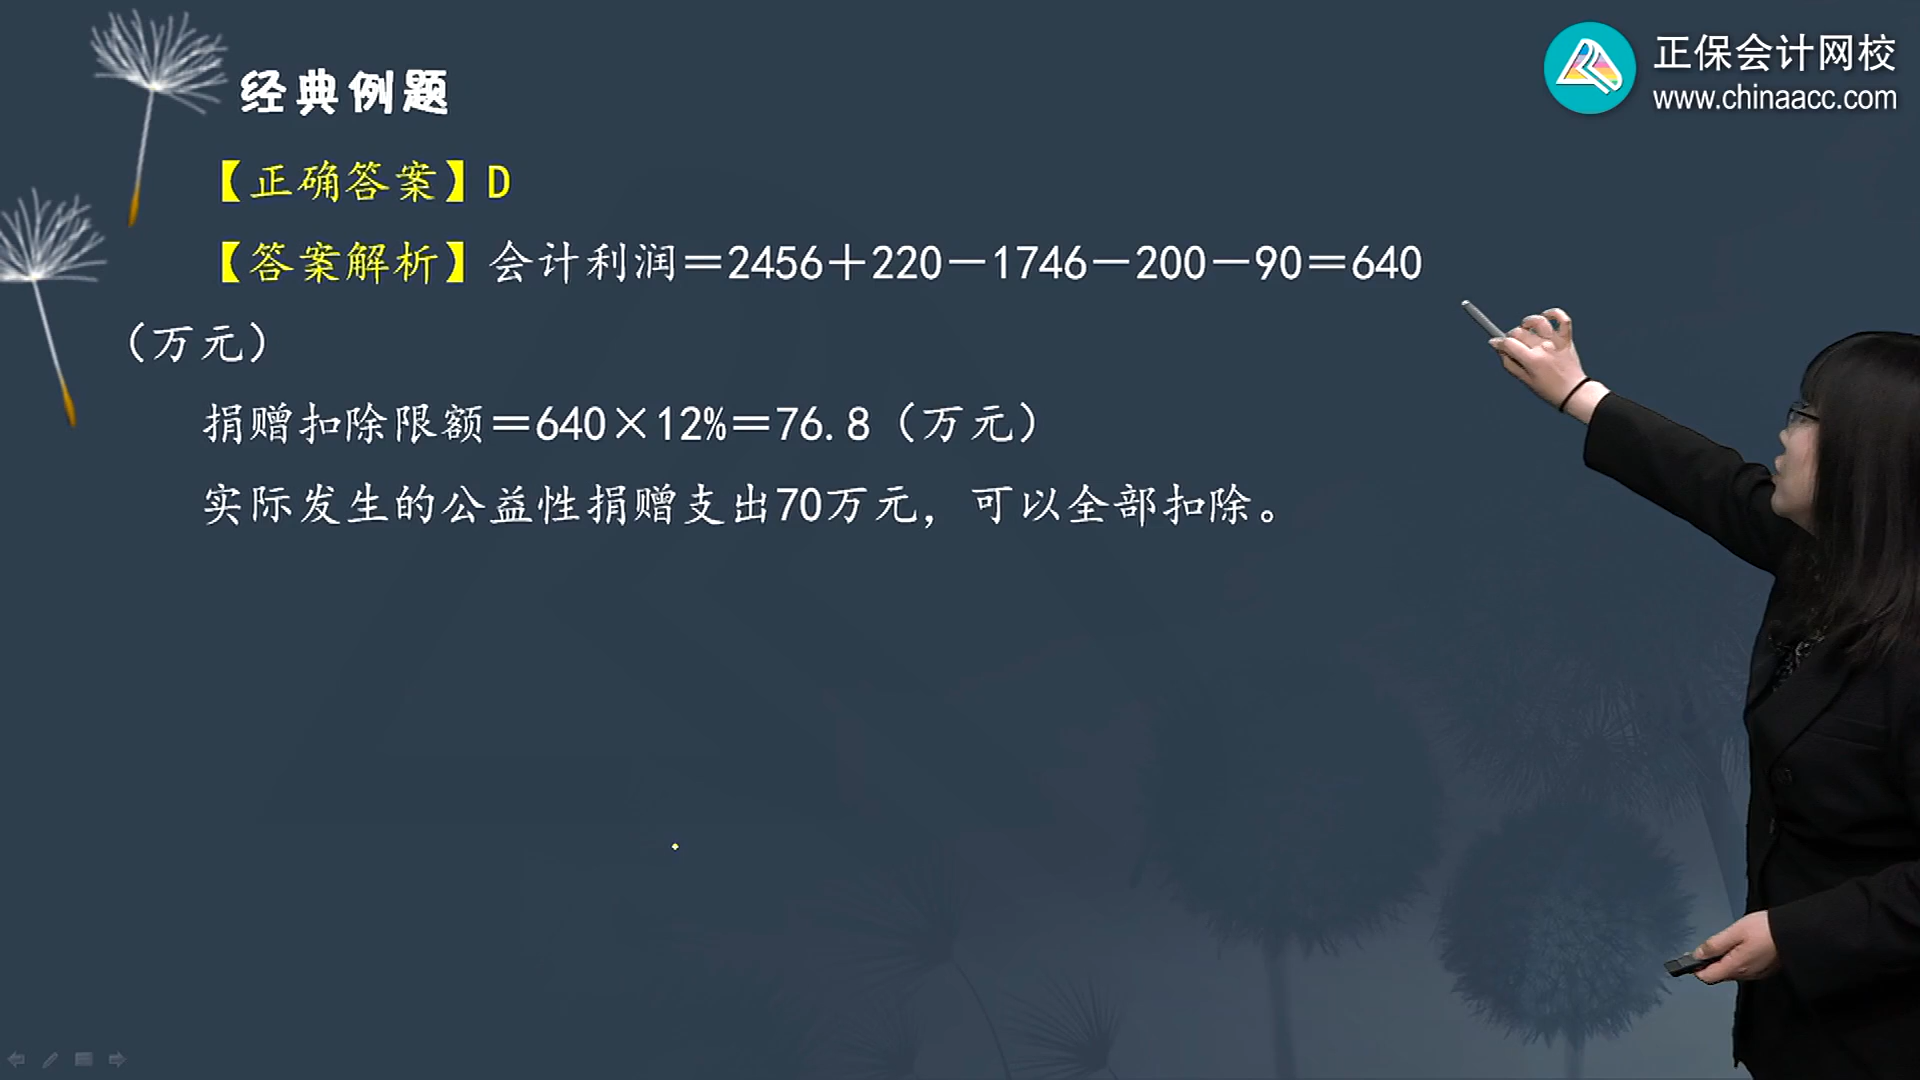 正保会计网校
www.chinaacc.com
经典例题
【正确答案】D
【答案解析】会计利润＝2456＋220－1746－200－90＝640
（万元）
捐赠扣除限额＝640×12%＝76.8（万元）
实际发生的公益性捐赠支出70万元，可以全部扣除。